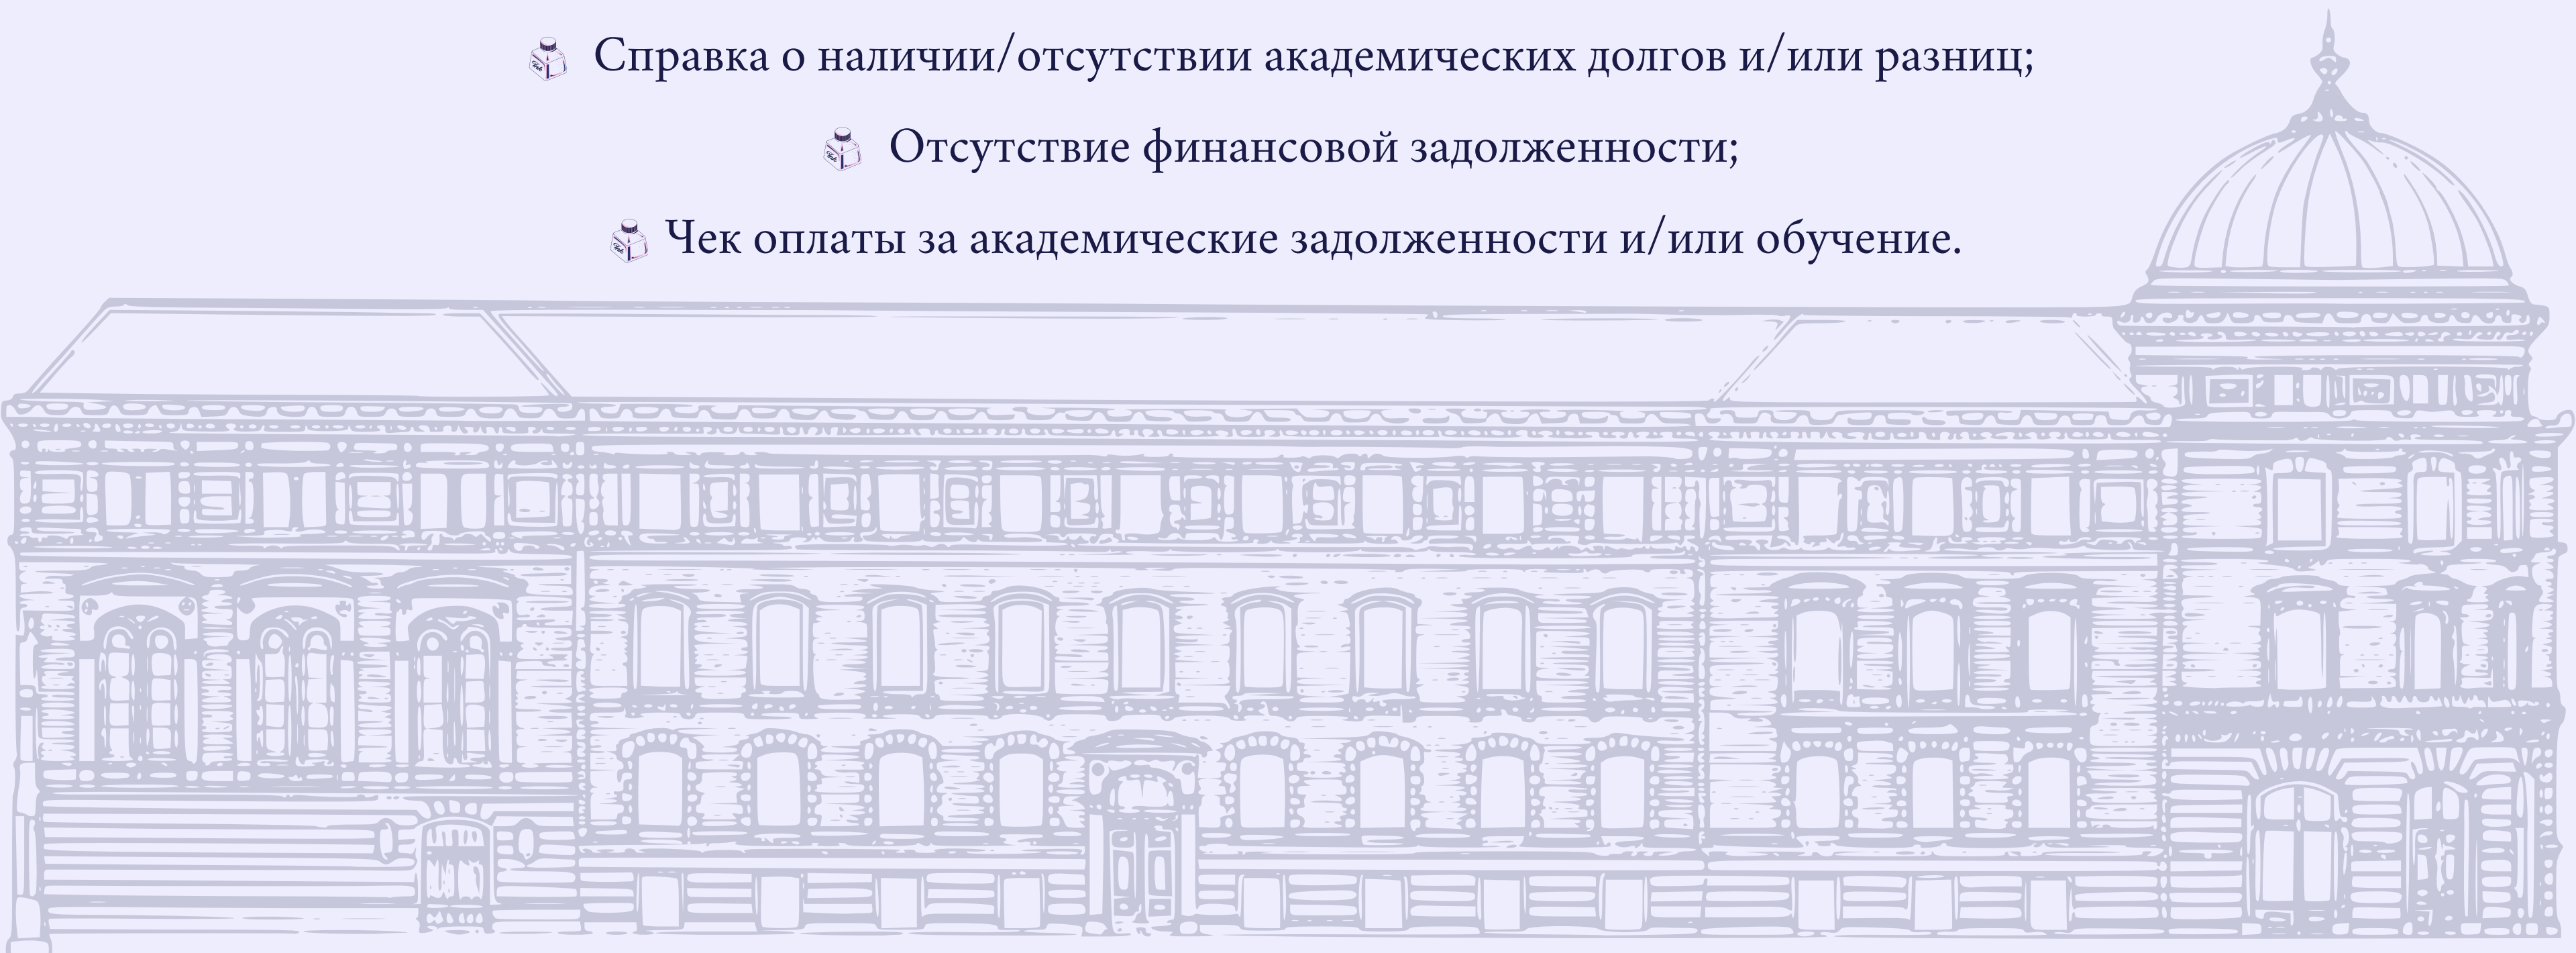 Справка о наличии/отсутствии академических долгов и/или разниц;
Отсутствие финансовой задолженности;
Чек оплаты за академические задолженности и/или обучение.